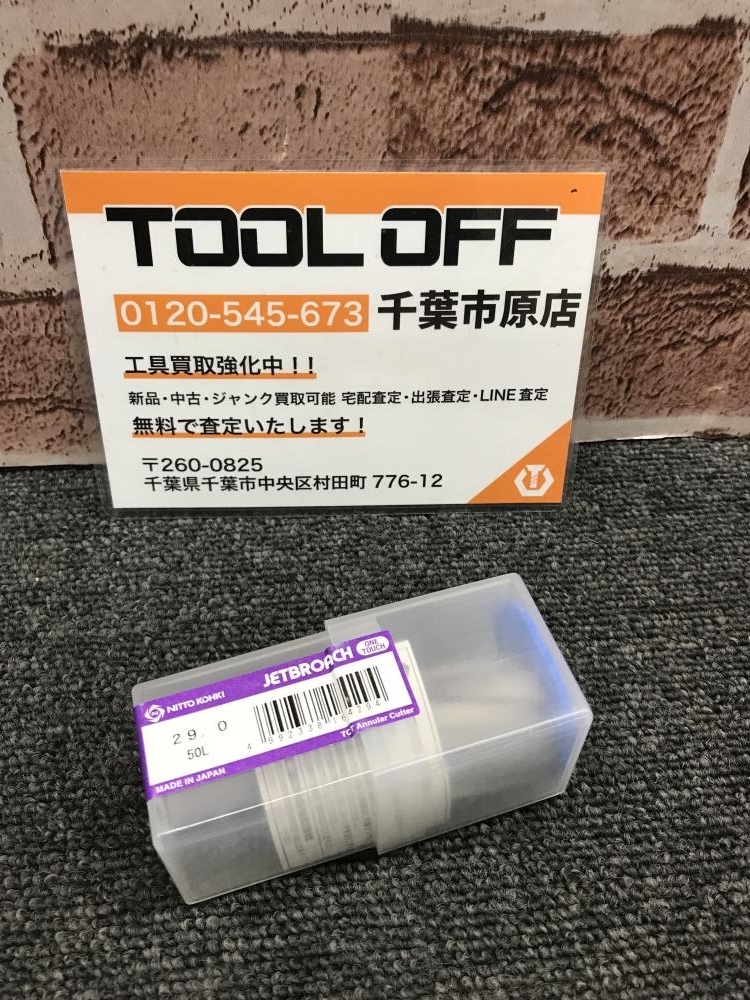 TOOL OFF
0120-545-673 千葉市原店
工具買取強化中！！
新品・中古・ジャンク買取可能 宅配査定・出張査定・LINE査定
無料で査定いたします！
〒260-0825
千葉県千葉市中央区村田町 776-12
JETBROACH ONE TOUCH
NITTO KOHKI
29.0
50L
4 992338 164294
TCT Annular Cutter
MADE IN JAPAN